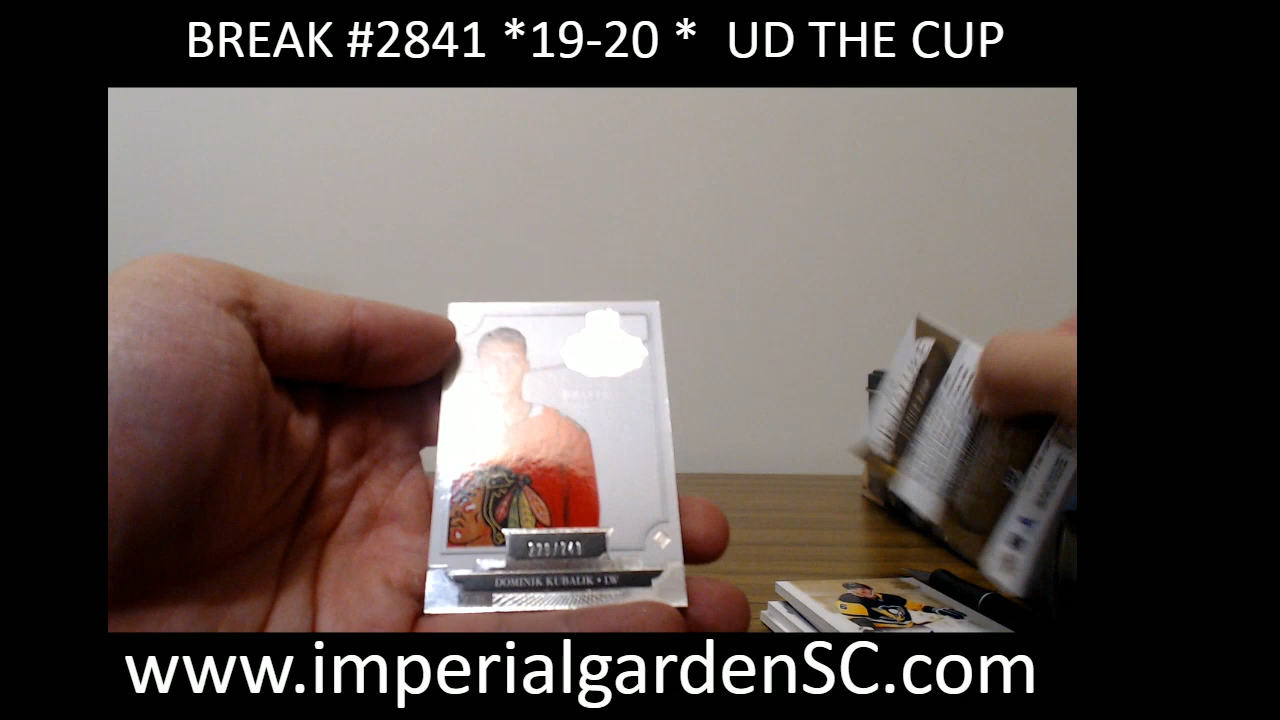 BREAK #2841 *19-20 *  UD THE CUP
DOMINIK KUBALIK • LW
www.imperialgardenSC.com